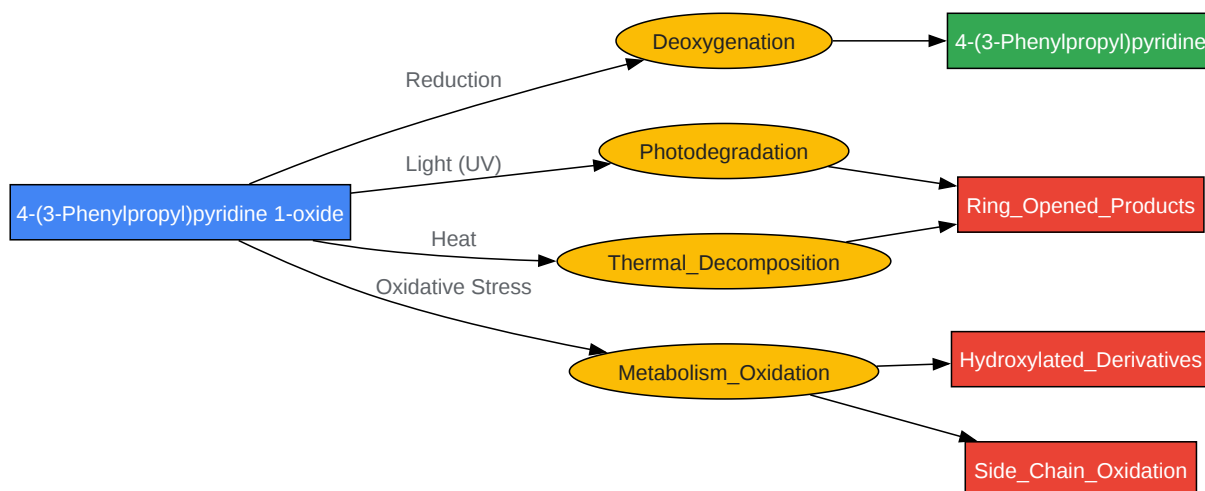 Deoxygenation
4-(3-Phenylpropyl)pyridine
Reduction
Photodegradation
Light (UV)
4-(3-Phenylpropyl)pyridine 1-oxide
Ring_Opened_Products
Heat
Thermal_Decomposition
Oxidative Stress
Hydroxylated_Derivatives
Metabolism_Oxidation
Side_Chain_Oxidation